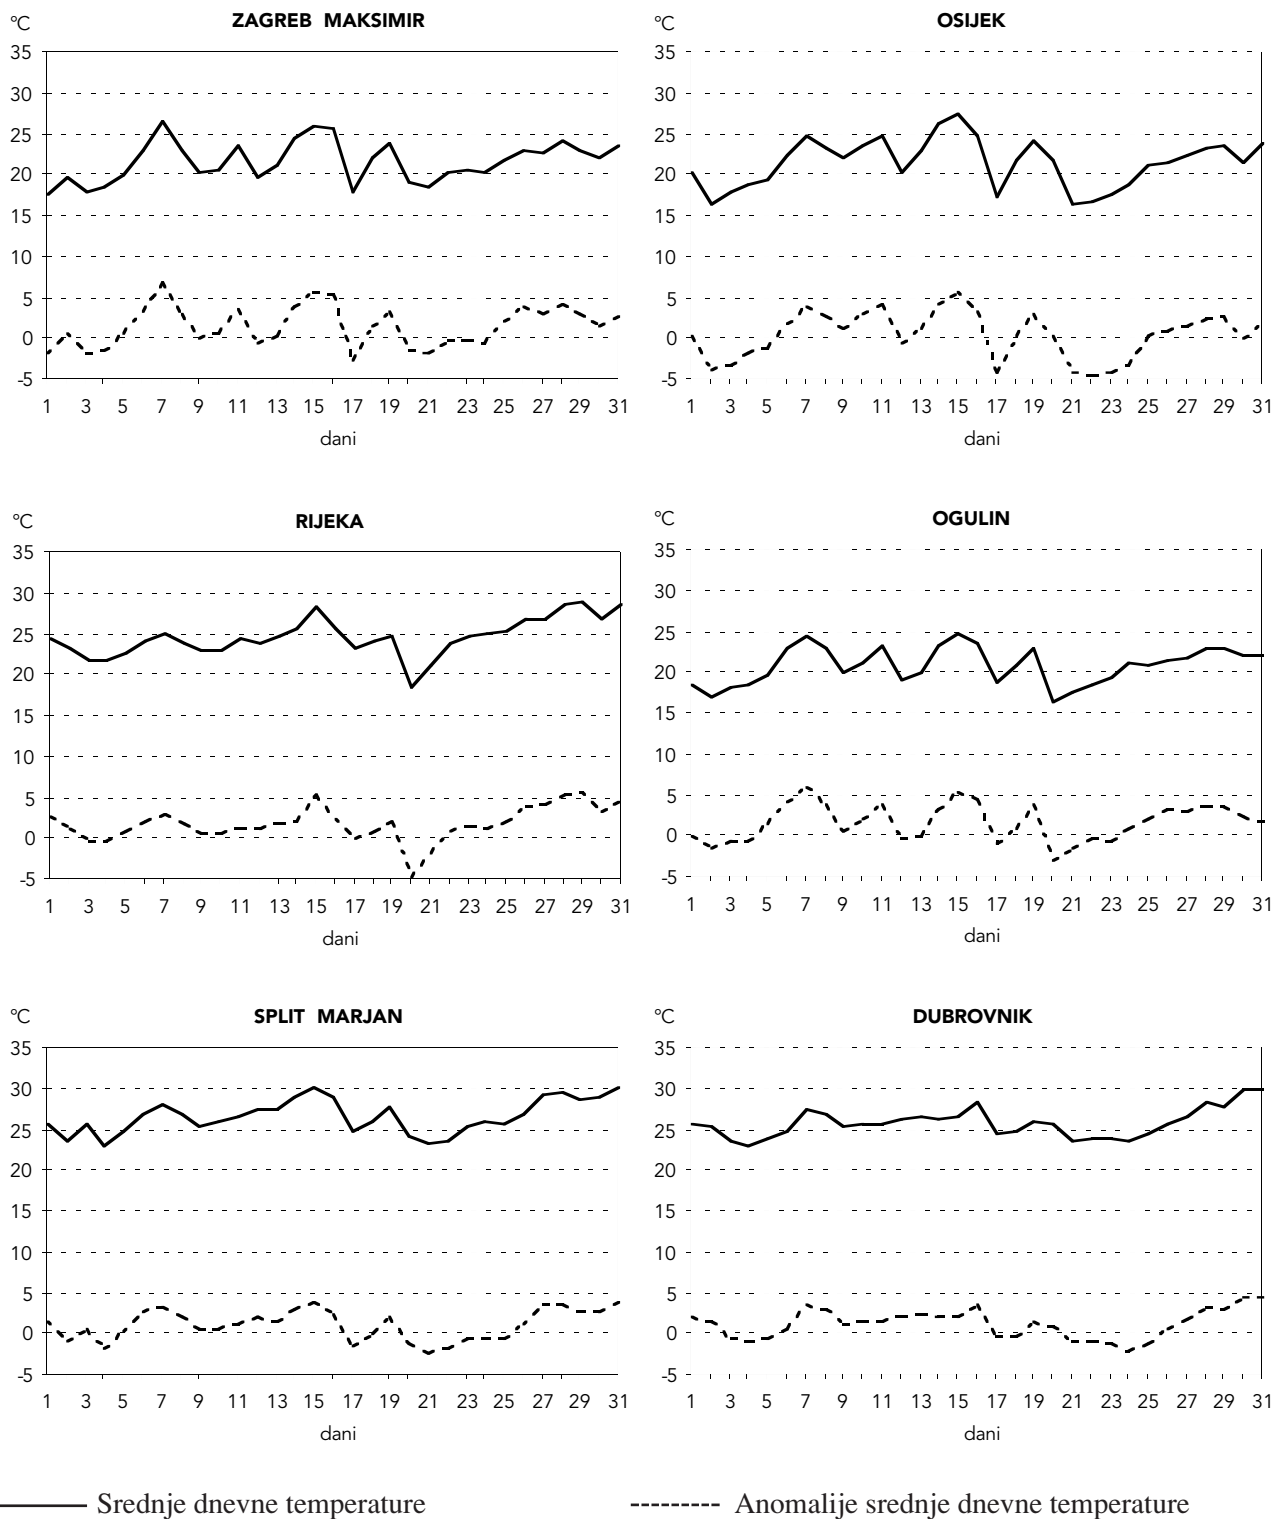 °C ZAGREB MAKSIMIR
35
30
25
20
15
10
5
0
-5
1 3 5 7 9 11 13 15 17 19 21 23 25 27 29 31
dani
°C OSIJEK
35
30
25
20
15
10
5
0
-5
1 3 5 7 9 11 13 15 17 19 21 23 25 27 29 31
dani
°C RIJEKA
35
30
25
20
15
10
5
0
-5
1 3 5 7 9 11 13 15 17 19 21 23 25 27 29 31
dani
°C OGULIN
35
30
25
20
15
10
5
0
-5
1 3 5 7 9 11 13 15 17 19 21 23 25 27 29 31
dani
°C SPLIT MARJAN
35
30
25
20
15
10
5
0
-5
1 3 5 7 9 11 13 15 17 19 21 23 25 27 29 31
dani
°C DUBROVNIK
35
30
25
20
15
10
5
0
-5
1 3 5 7 9 11 13 15 17 19 21 23 25 27 29 31
dani
Srednje dnevne temperature
Anomalije srednje dnevne temperature